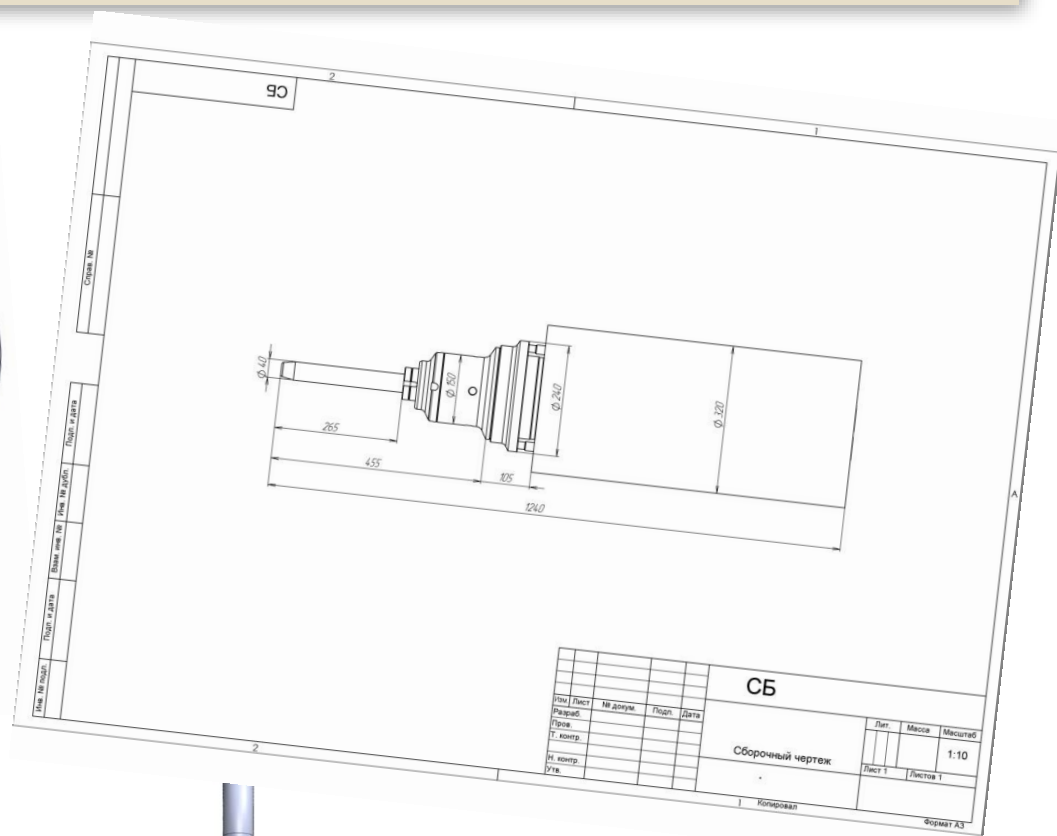 2
1
СБ
Справ. №
Подп. и дата
Инв. № дубл.
Взам. инв. №
Подп. и дата
Инв. № подл.
Ø 40
Ø 150
Ø 240
Ø 320
265
455
105
1240
А
СБ
Изм. Лист № докум. Подп. Дата
Разраб.
Пров.
Т. контр.
Н. контр.
Утв.
Сборочный чертеж
Лит. Масса Масштаб
1:10
Лист 1 Листов 1
2
1 Копировал Формат А3